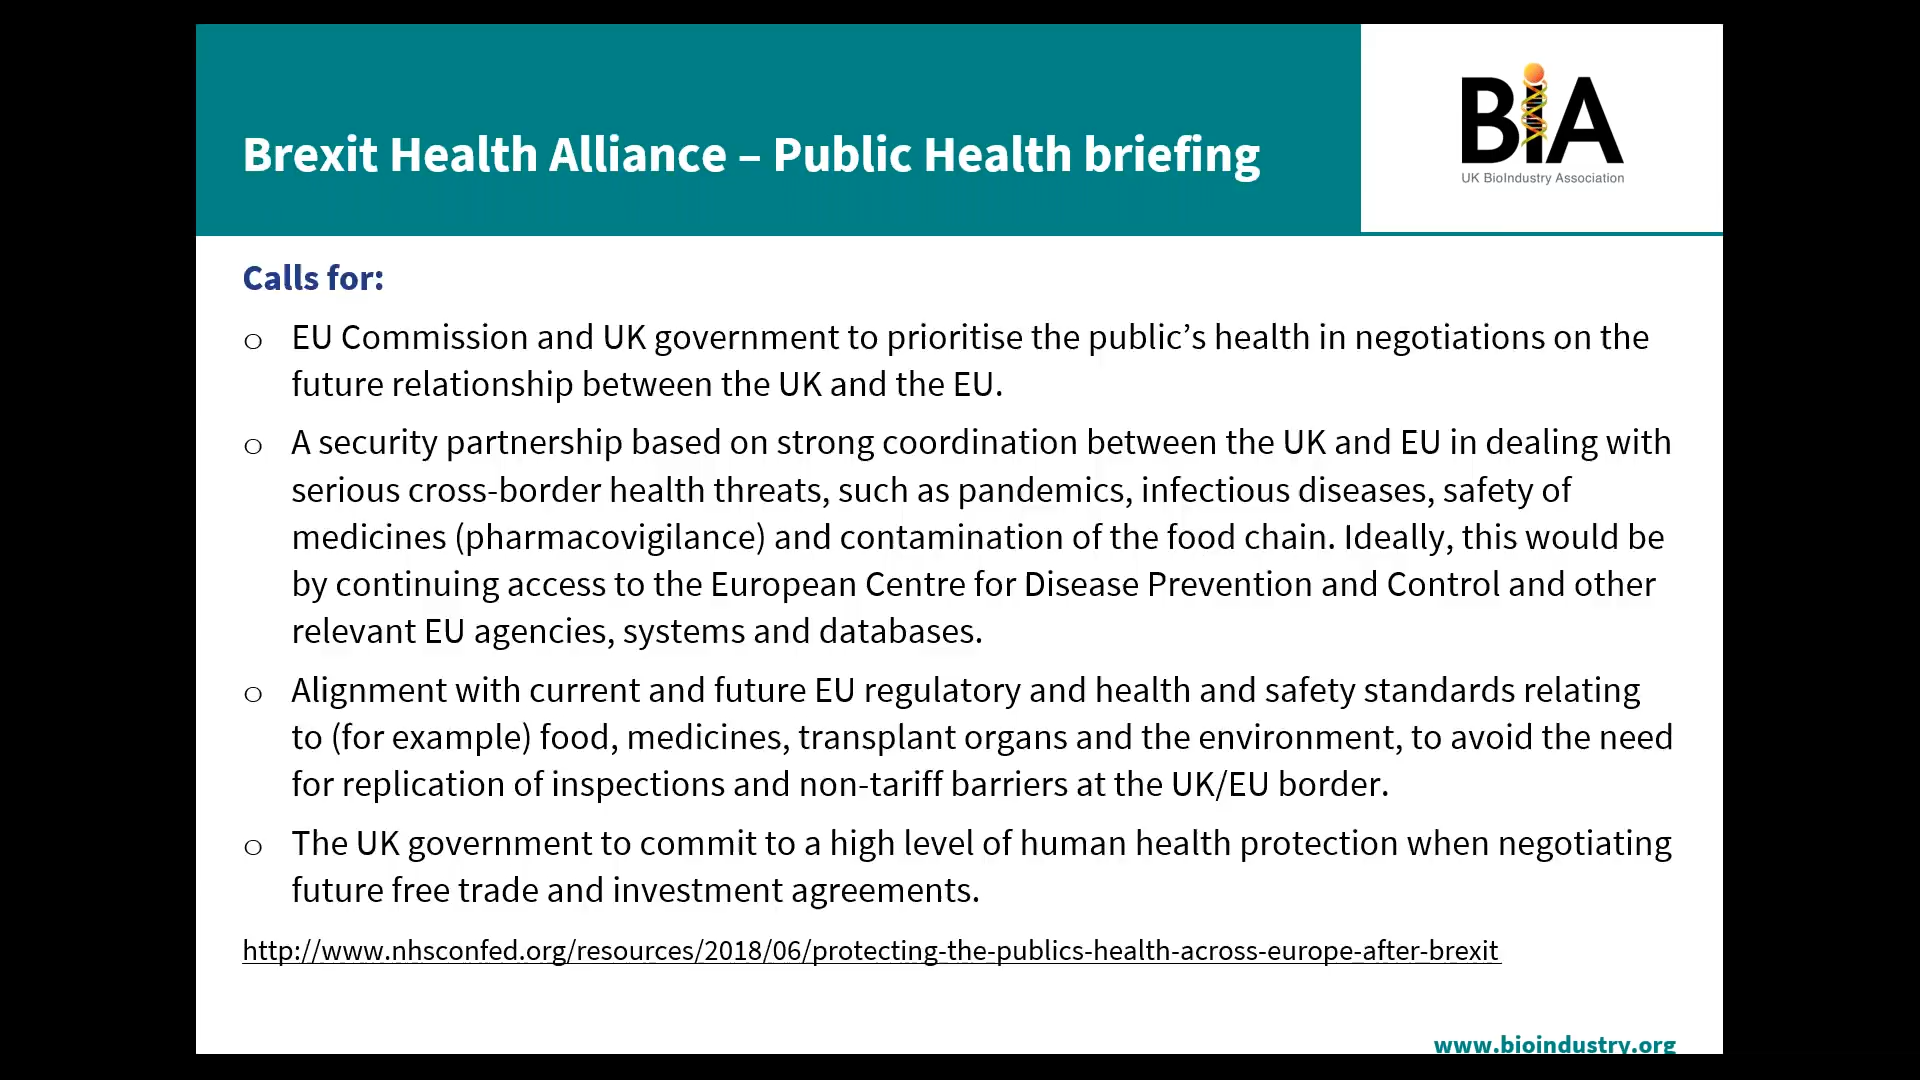 Brexit Health Alliance – Public Health briefing
BiA
UK BioIndustry Association
Calls for:
o EU Commission and UK government to prioritise the public’s health in negotiations on the
future relationship between the UK and the EU.
o A security partnership based on strong coordination between the UK and EU in dealing with
serious cross-border health threats, such as pandemics, infectious diseases, safety of
medicines (pharmacovigilance) and contamination of the food chain. Ideally, this would be
by continuing access to the European Centre for Disease Prevention and Control and other
relevant EU agencies, systems and databases.
o Alignment with current and future EU regulatory and health and safety standards relating
to (for example) food, medicines, transplant organs and the environment, to avoid the need
for replication of inspections and non-tariff barriers at the UK/EU border.
o The UK government to commit to a high level of human health protection when negotiating
future free trade and investment agreements.
http://www.nhsconfed.org/resources/2018/06/protecting-the-publics-health-across-europe-after-brexit
www.bioindustry.org